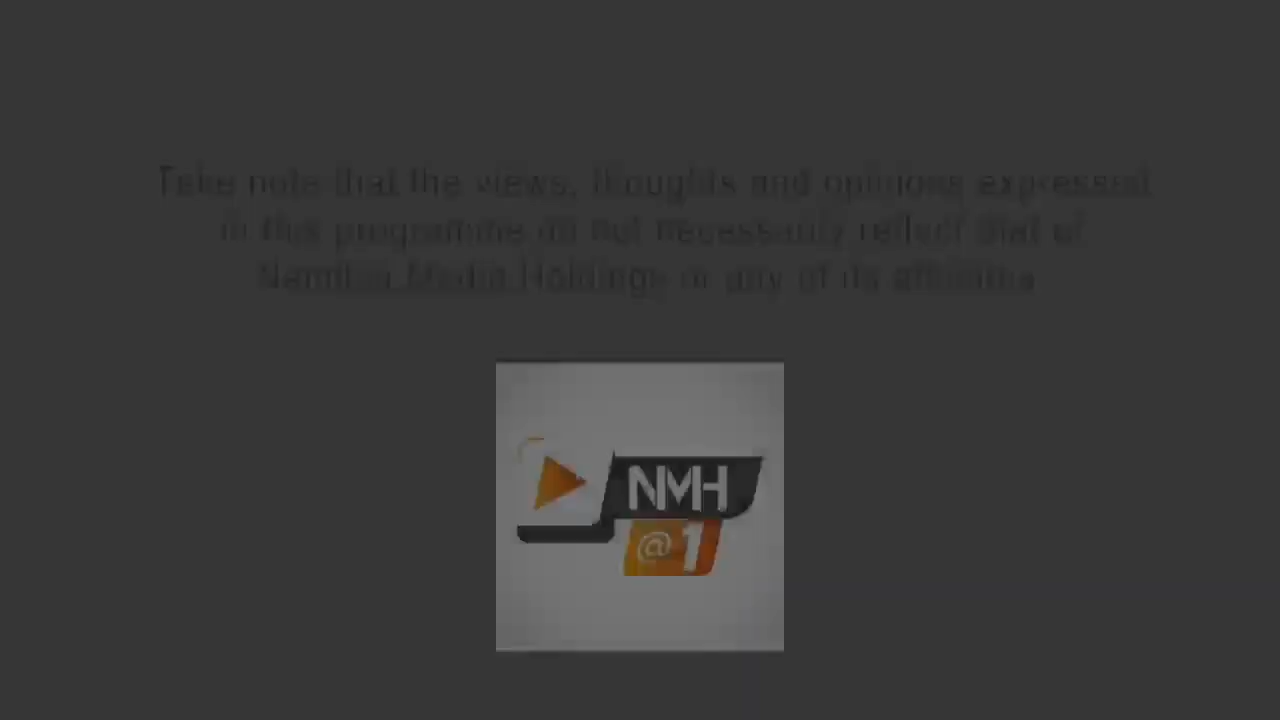 Take note that the views, thoughts and opinions expressed
in this programme do not necessarily reflect that of
Namibia Media Holdings or any of its affiliates
NMH
@1